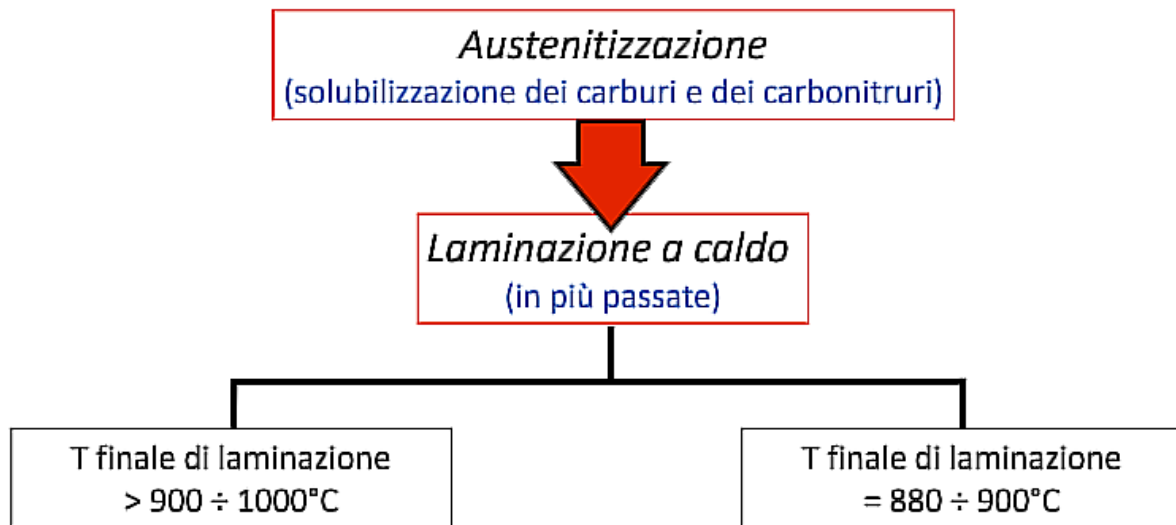 Austenitizzazione
(solubilizzazione dei carburi e dei carbonitruri)
Laminazione a caldo
(in più passate)
T finale di laminazione
> 900 ÷ 1000°C
T finale di laminazione
= 880 ÷ 900°C